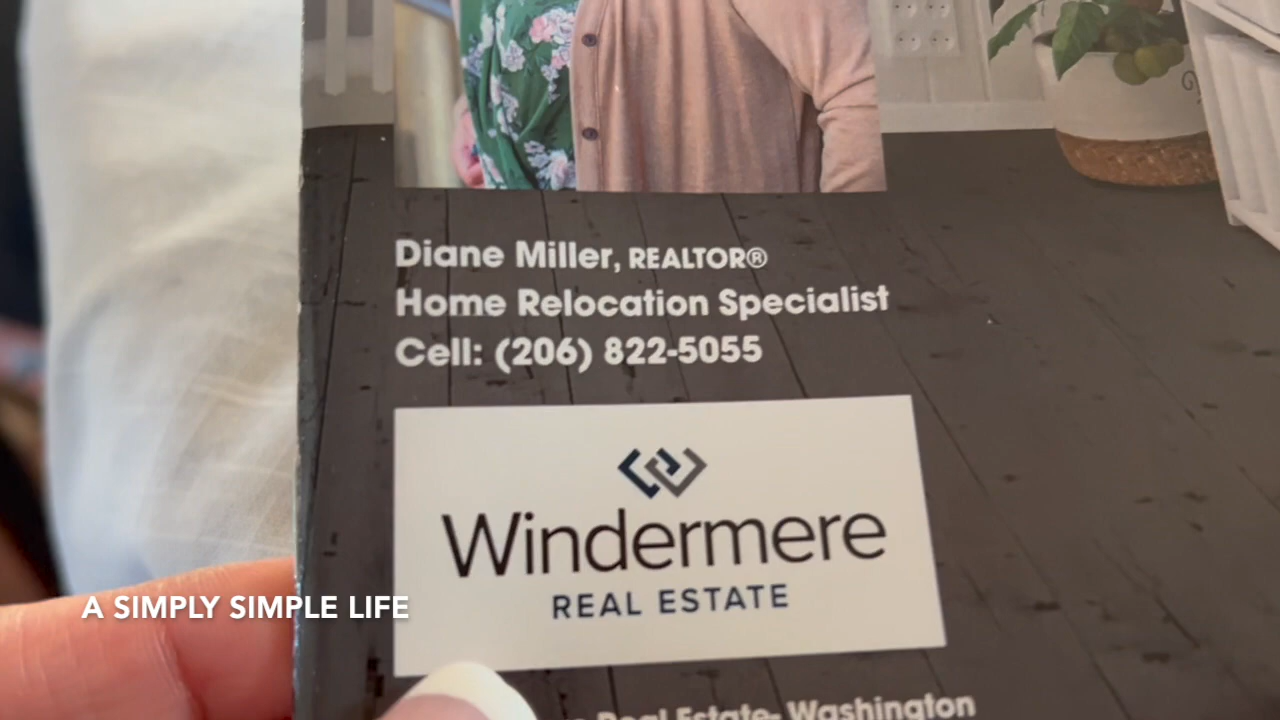 Diane Miller, REALTOR®
Home Relocation Specialist
Cell: (206) 822-5055
Windermere
REAL ESTATE
A SIMPLY SIMPLE LIFE
Real Estate- Washington